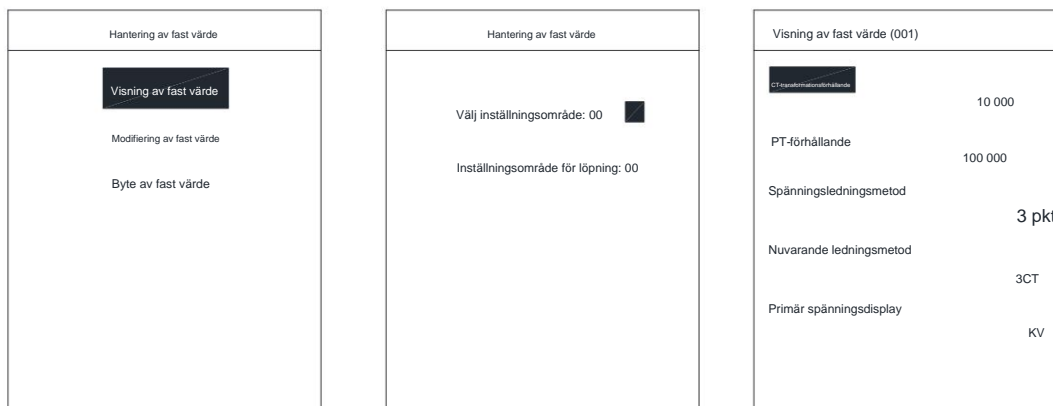 Hantering av fast värde
Visning av fast värde
Modifiering av fast värde
Byte av fast värde
Hantering av fast värde
Välj inställningsområde: 00
Inställningsområde för löpning: 00
Visning av fast värde (001)
CT-transformationsförhållande
10 000
PT-förhållande
100 000
Spänningsledningsmetod
3 pkt
Nuvarande ledningsmetod
3CT
Primär spänningsdisplay
KV